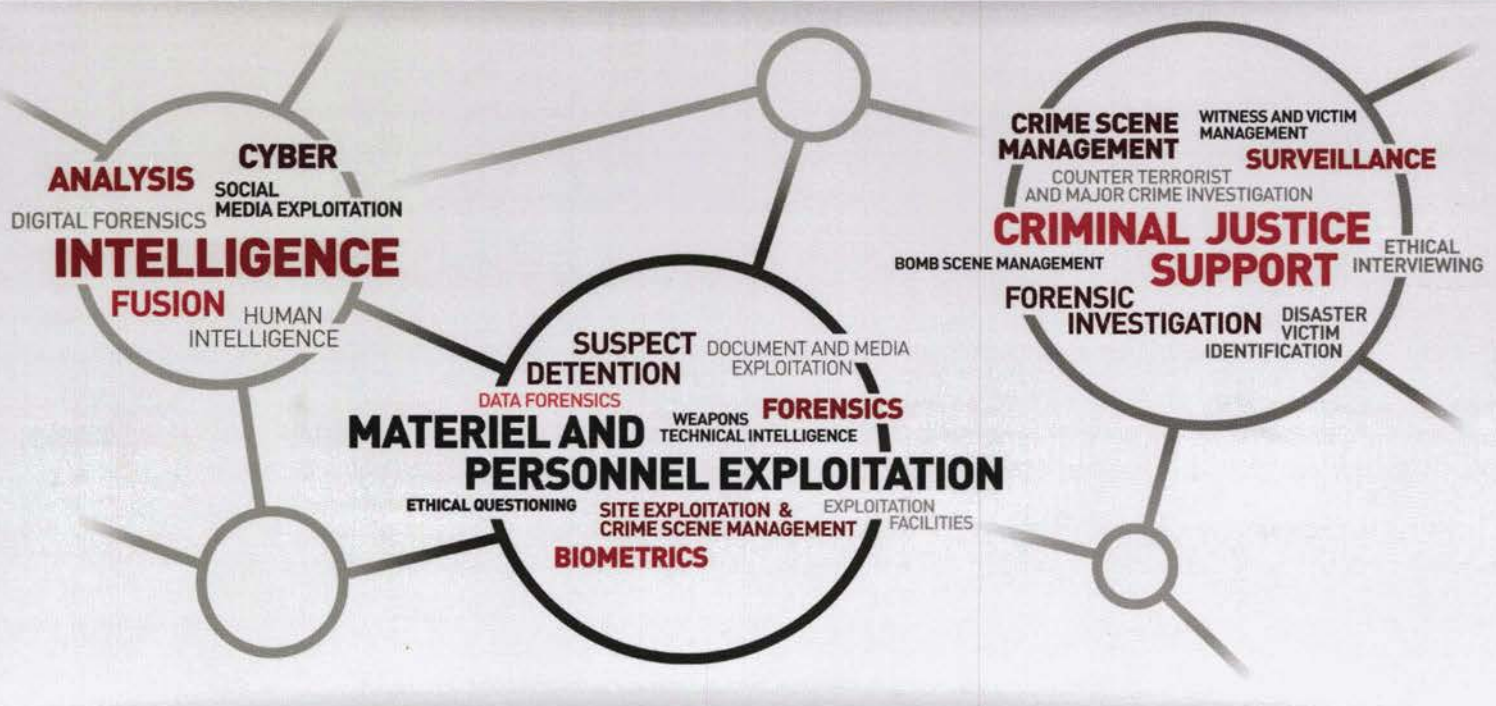 CYBER
ANALYSIS
SOCIAL
MEDIA EXPLOITATION
DIGITAL FORENSICS
INTELLIGENCE
FUSION
HUMAN
INTELLIGENCE
SUSPECT
DETENTION
DOCUMENT AND MEDIA
EXPLOITATION
DATA FORENSICS
FORENSICS
MATERIEL AND
WEAPONS
TECHNICAL INTELLIGENCE
PERSONNEL EXPLOITATION
ETHICAL QUESTIONING
SITE EXPLOITATION &
CRIME SCENE MANAGEMENT
EXPLOITATION
FACILITIES
BIOMETRICS
CRIME SCENE
MANAGEMENT
WITNESS AND VICTIM
MANAGEMENT
SURVEILLANCE
COUNTER TERRORIST
AND MAJOR CRIME INVESTIGATION
CRIMINAL JUSTICE
SUPPORT
ETHICAL
INTERVIEWING
BOMB SCENE MANAGEMENT
FORENSIC
INVESTIGATION
DISASTER
VICTIM
IDENTIFICATION